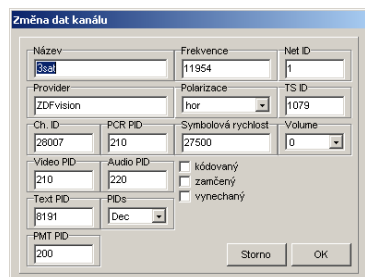 Změna dat kanálu
Název Frekvence Net ID
3sat 11954 1
Provider Polarizace TS ID
ZDFvision hor 1079
Ch. ID PCR PID Symbolová rychlost Volume
28007 210 27500 0
Video PID Audio PID kódovaný
210 220 zamčený
Text PID PIDs vynechaný
8191 Dec
PMT PID
200 Storno OK